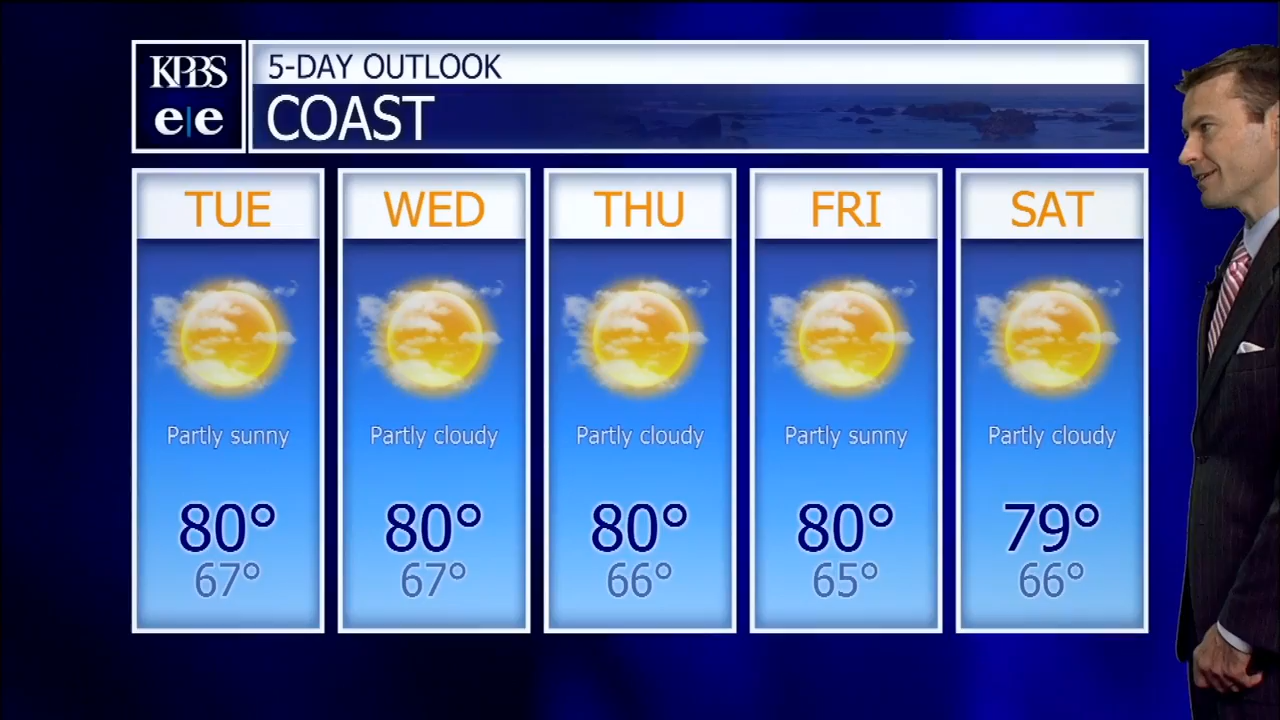 KPBS
e|e
5-DAY OUTLOOK
COAST
TUE
Partly sunny
80°
67°
WED
Partly cloudy
80°
67°
THU
Partly cloudy
80°
66°
FRI
Partly sunny
80°
65°
SAT
Partly cloudy
79°
66°